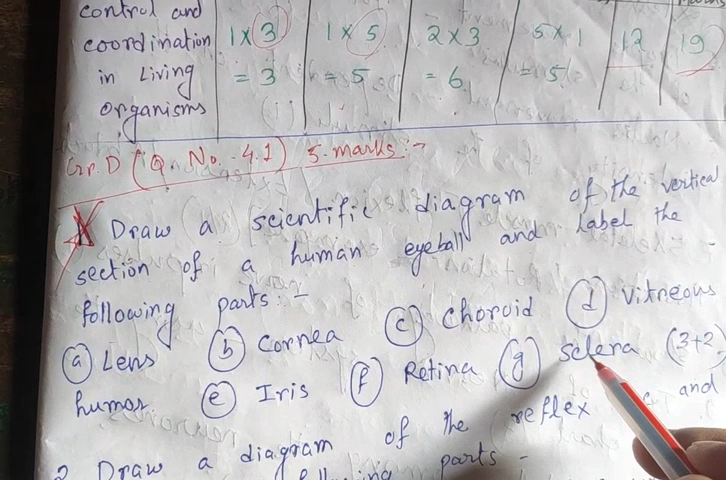 control and
coordination
in Living
organisms
1 x 3
= 3
1 x 5
= 5
2 x 3
= 6
5 x 1
= 5
19
Gr. D (Q. No. 4.1) 5. marks :-
Draw a scientific diagram of the vertical
section of a human eyeball and label the
following parts :-
(a) Lens (b) Cornea (c) Choroid (d) Vitreous
humor (e) Iris (f) Retina (g) sclera (3+2
2. Draw a diagram of the reflex and
parts -